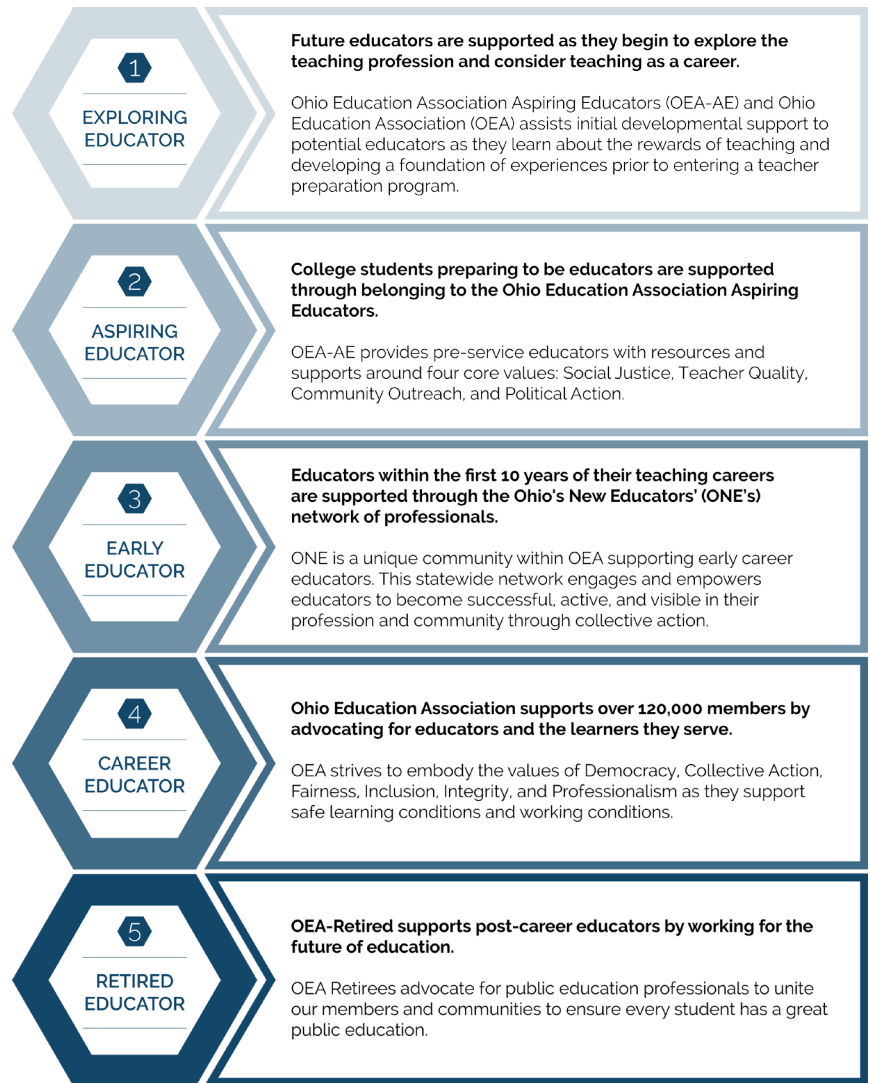 1
EXPLORING
EDUCATOR
Future educators are supported as they begin to explore the
teaching profession and consider teaching as a career.
Ohio Education Association Aspiring Educators (OEA-AE) and Ohio
Education Association (OEA) assists initial developmental support to
potential educators as they learn about the rewards of teaching and
developing a foundation of experiences prior to entering a teacher
preparation program.
2
ASPIRING
EDUCATOR
College students preparing to be educators are supported
through belonging to the Ohio Education Association Aspiring
Educators.
OEA-AE provides pre-service educators with resources and
supports around four core values: Social Justice, Teacher Quality,
Community Outreach, and Political Action.
3
EARLY
EDUCATOR
Educators within the first 10 years of their teaching careers
are supported through the Ohio's New Educators’ (ONE’s)
network of professionals.
ONE is a unique community within OEA supporting early career
educators. This statewide network engages and empowers
educators to become successful, active, and visible in their
profession and community through collective action.
4
CAREER
EDUCATOR
Ohio Education Association supports over 120,000 members by
advocating for educators and the learners they serve.
OEA strives to embody the values of Democracy, Collective Action,
Fairness, Inclusion, Integrity, and Professionalism as they support
safe learning conditions and working conditions.
5
RETIRED
EDUCATOR
OEA-Retired supports post-career educators by working for the
future of education.
OEA Retirees advocate for public education professionals to unite
our members and communities to ensure every student has a great
public education.